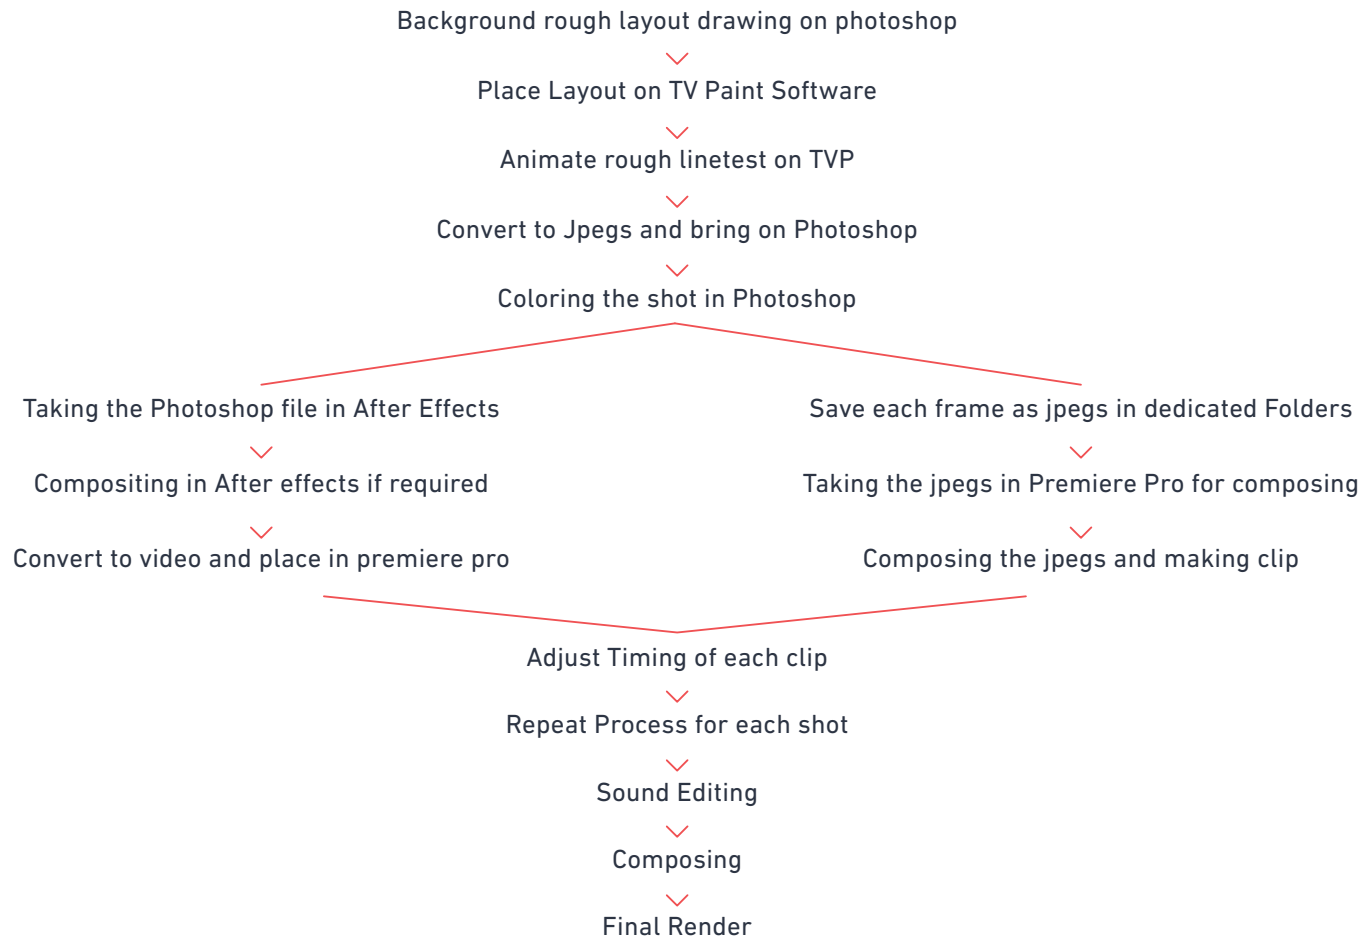 Background rough layout drawing on photoshop
Place Layout on TV Paint Software
Animate rough linetest on TVP
Convert to Jpegs and bring on Photoshop
Coloring the shot in Photoshop
Taking the Photoshop file in After Effects
Compositing in After effects if required
Convert to video and place in premiere pro
Save each frame as jpegs in dedicated Folders
Taking the jpegs in Premiere Pro for composing
Composing the jpegs and making clip
Adjust Timing of each clip
Repeat Process for each shot
Sound Editing
Composing
Final Render